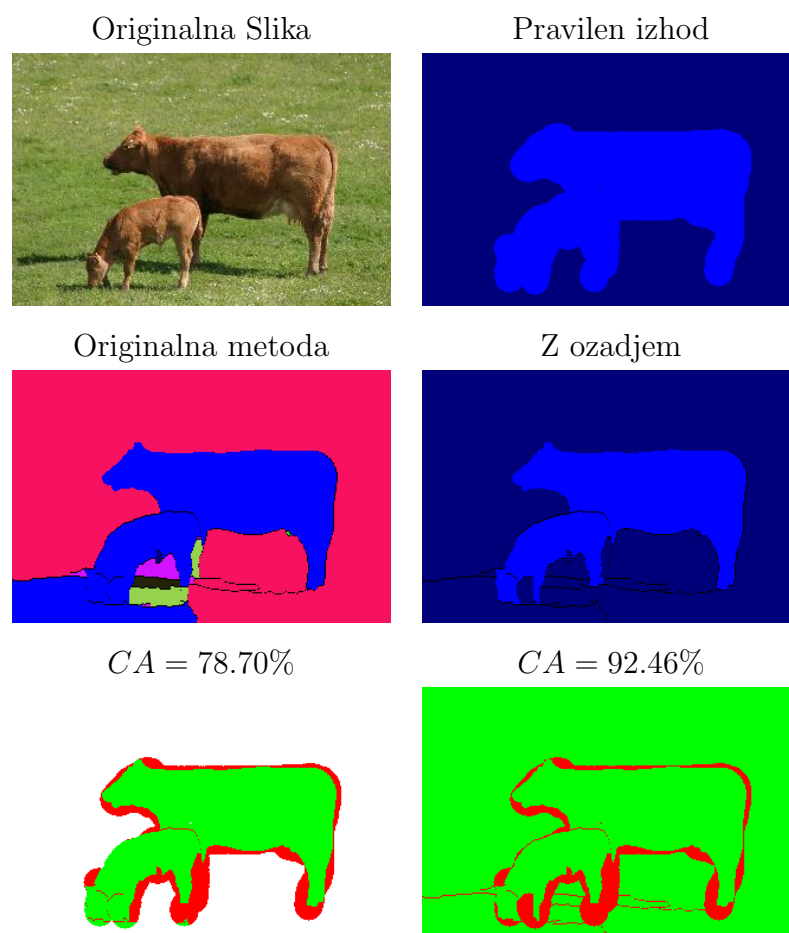 Originalna Slika
Pravilen izhod
Originalna metoda
Z ozadjem
CA = 78.70%
CA = 92.46%